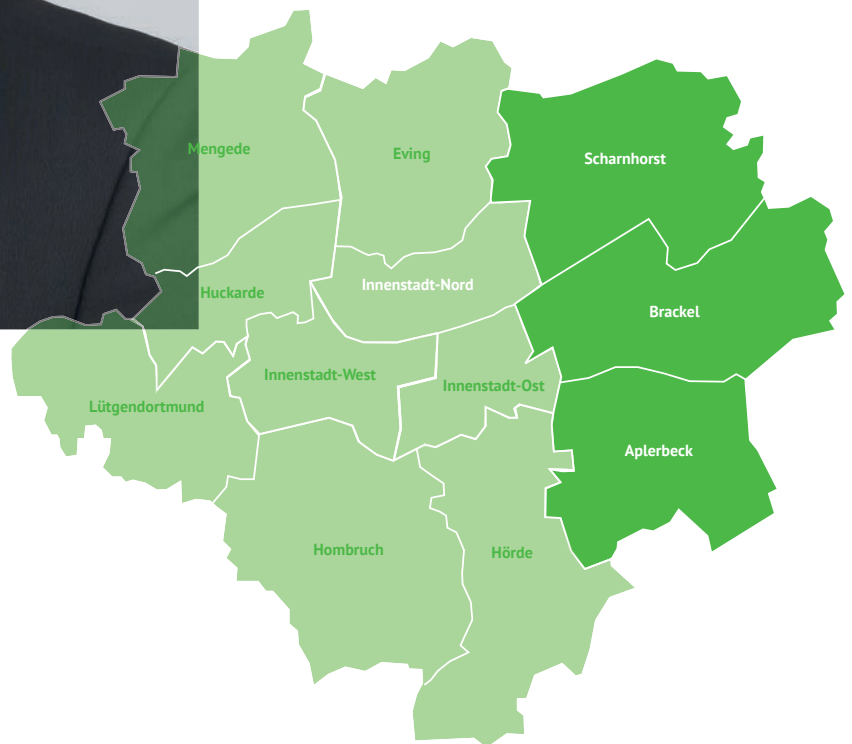 Mengede
Eving
Scharnhorst
Huckarde
Innenstadt-Nord
Brackel
Innenstadt-West
Innenstadt-Ost
Lütgendortmund
Aplerbeck
Hombruch
Hörde